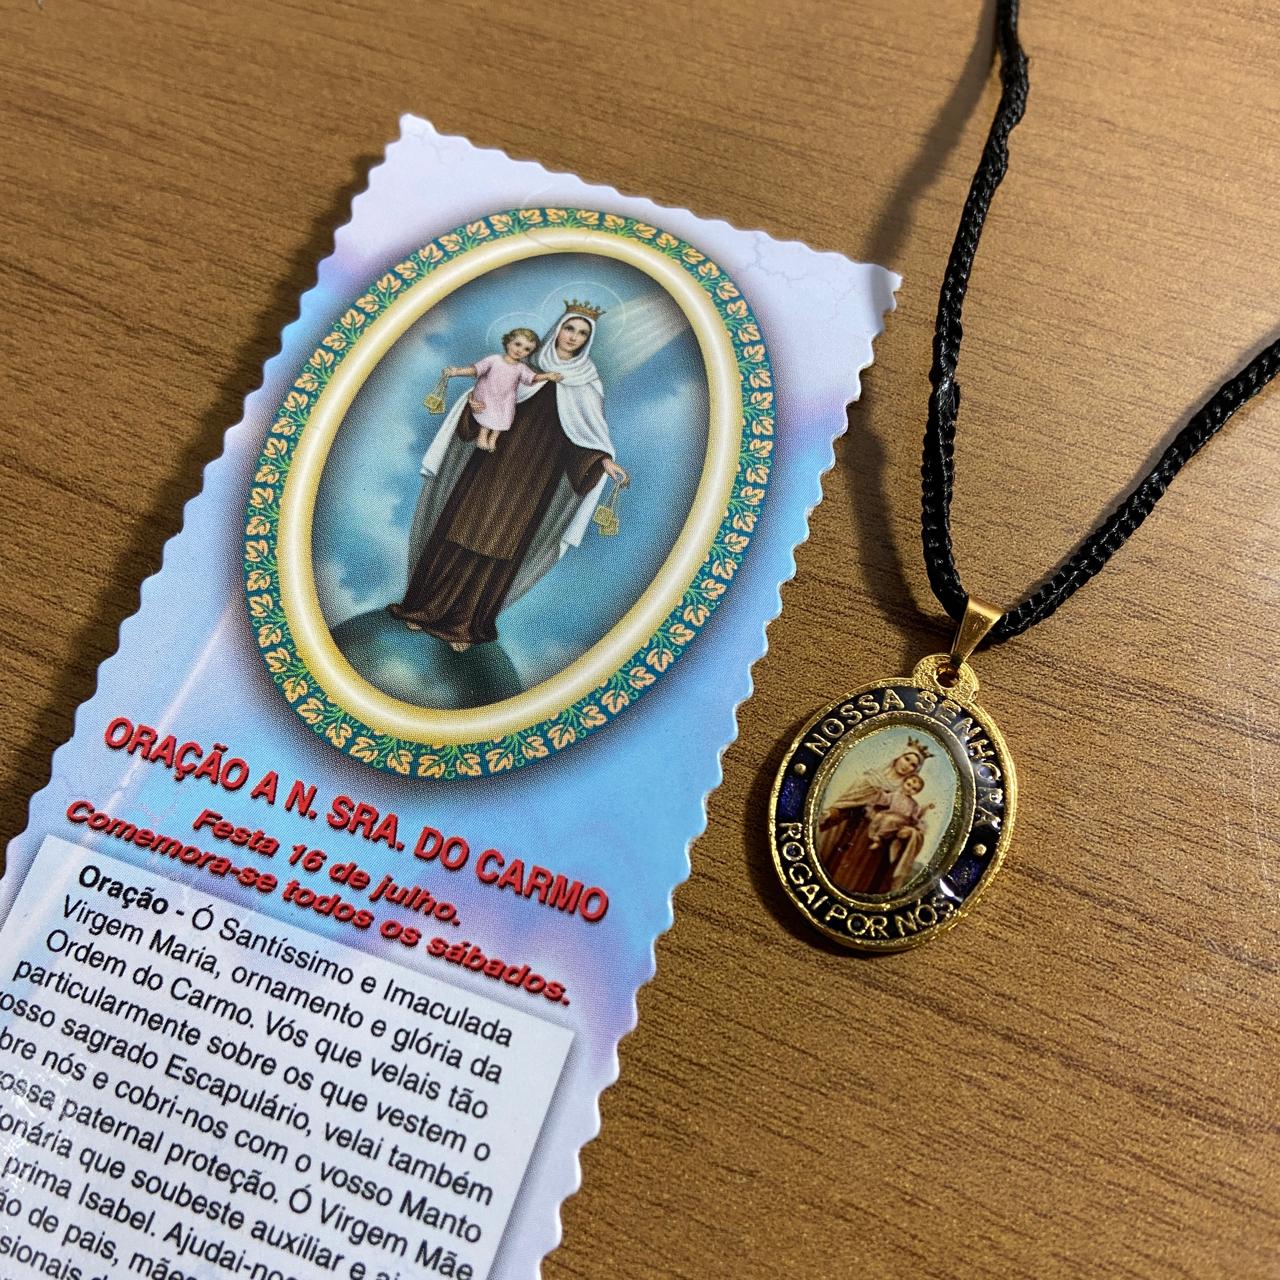 ORAÇÃO A N. SRA. DO CARMO
Festa 16 de julho.
Comemora-se todos os sábados.
Oração - Ó Santíssimo e Imaculada
Virgem Maria, ornamento e glória da
Ordem do Carmo. Vós que velais tão
particularmente sobre os que vestem o
vosso sagrado Escapulário, velai também
bre nós e cobri-nos com o vosso Manto
ossa paternal proteção. Ó Virgem Mãe
onária que soubeste auxiliar e
prima Isabel. Ajudai-nos
ão de pais, mães
sionais
NOSSA SENHORA
ROGAI POR NÓS